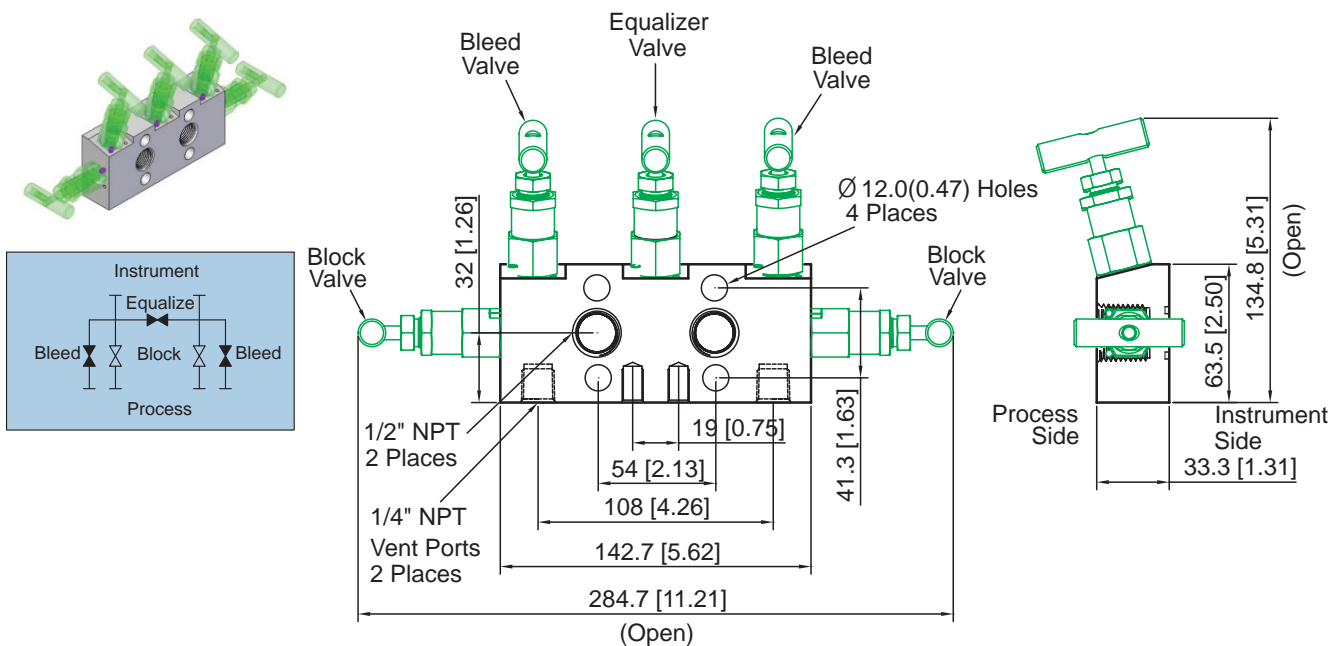 Equalizer
Valve
Bleed
Valve
Bleed
Valve
Ø 12.0(0.47) Holes
4 Places
Block
Valve
Block
Valve
32 [1.26]
134.8 [5.31]
(Open)
63.5 [2.50]
Instrument
Equalize
Bleed
Block
Bleed
Process
1/2" NPT
2 Places
19 [0.75]
41.3 [1.63]
54 [2.13]
108 [4.26]
1/4" NPT
Vent Ports
2 Places
142.7 [5.62]
284.7 [11.21]
(Open)
Process
Side
Instrument
Side
33.3 [1.31]